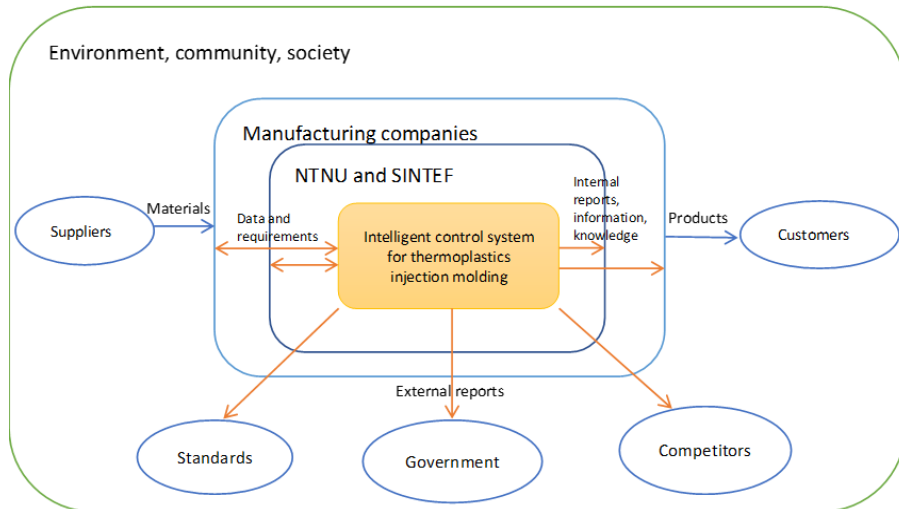 Environment, community, society
Manufacturing companies
NTNU and SINTEF
Suppliers
Materials
Data and
requirements
Intelligent control system
for thermoplastics
injection molding
Internal
reports,
information,
knowledge
Products
Customers
External reports
Standards
Government
Competitors